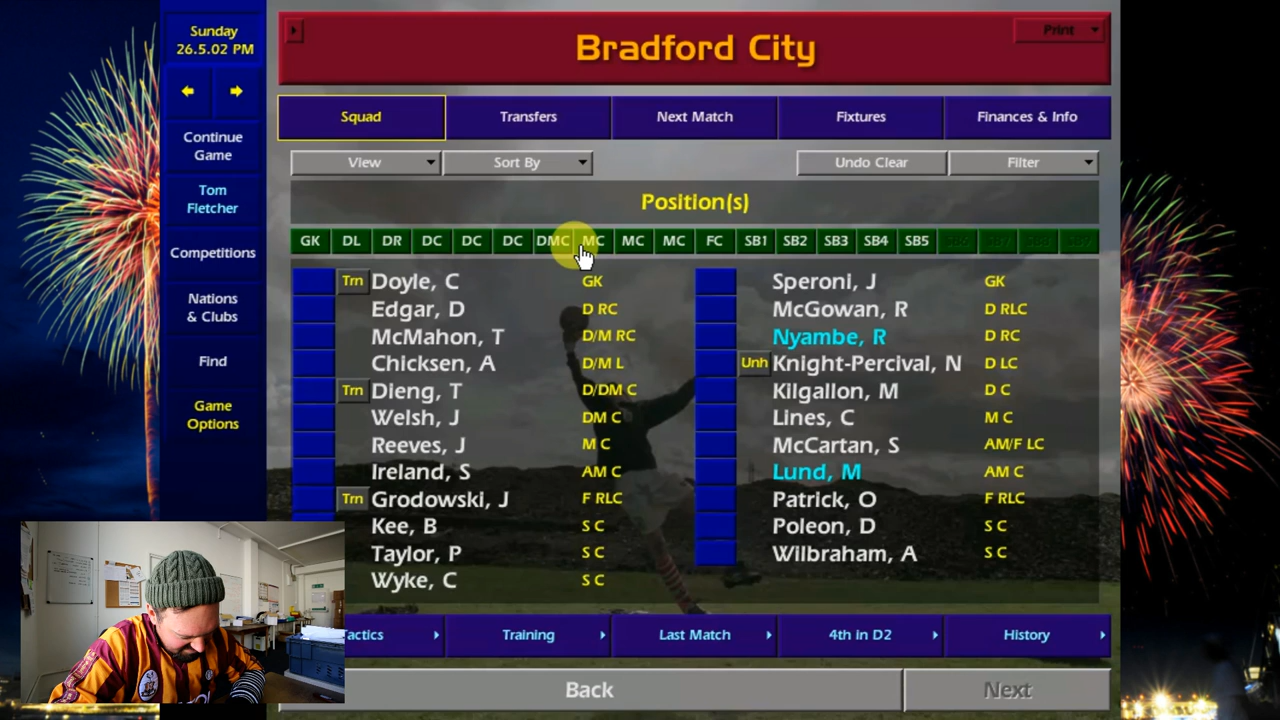 Sunday
26.5.02 PM
Continue
Game
Tom
Fletcher
Competitions
Nations
& Clubs
Find
Game
Options
Bradford City
Print
Squad Transfers Next Match Fixtures Finances & Info
View Sort By Undo Clear Filter
Position(s)
GK DL DR DC DC DC DMC MC MC MC FC SB1 SB2 SB3 SB4 SB5 SB6 SB7 SB8 SB9
Trn Doyle, C GK Speroni, J GK
Edgar, D D RC McGowan, R D RLC
McMahon, T D/M RC Nyambe, R D RC
Chicksen, A D/M L Unh Knight-Percival, N D LC
Trn Dieng, T D/DM C Kilgallon, M D C
Welsh, J DM C Lines, C M C
Reeves, J M C McCartan, S AM/F LC
Ireland, S AM C Lund, M AM C
Trn Grodowski, J F RLC Patrick, O F RLC
Kee, B S C Poleon, D S C
Taylor, P S C Wilbraham, A S C
Wyke, C S C
actics Training Last Match 4th in D2 History
Back Next